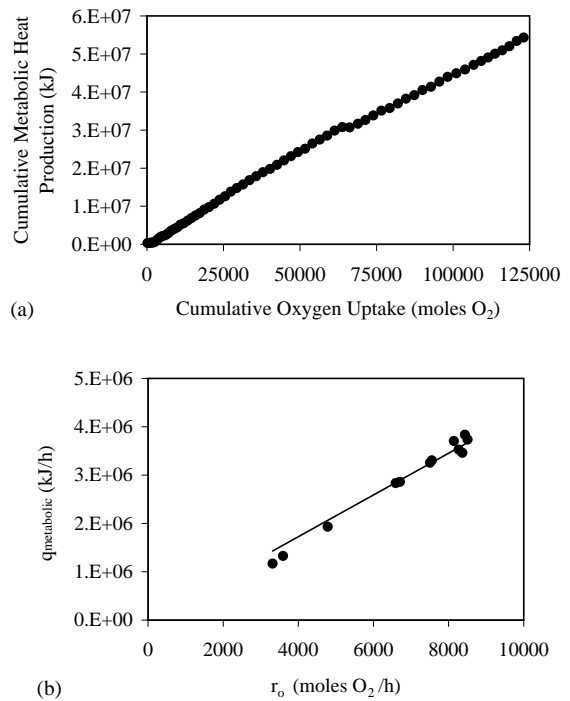 Cumulative Metabolic Heat
Production (kJ)
6.E+07
5.E+07
4.E+07
3.E+07
2.E+07
1.E+07
0.E+00
0 25000 50000 75000 100000 125000
(a) Cumulative Oxygen Uptake (moles O₂)
q_metabolic (kJ/h)
5.E+06
4.E+06
3.E+06
2.E+06
1.E+06
0.E+00
0 2000 4000 6000 8000 10000
(b) r_o (moles O₂/h)